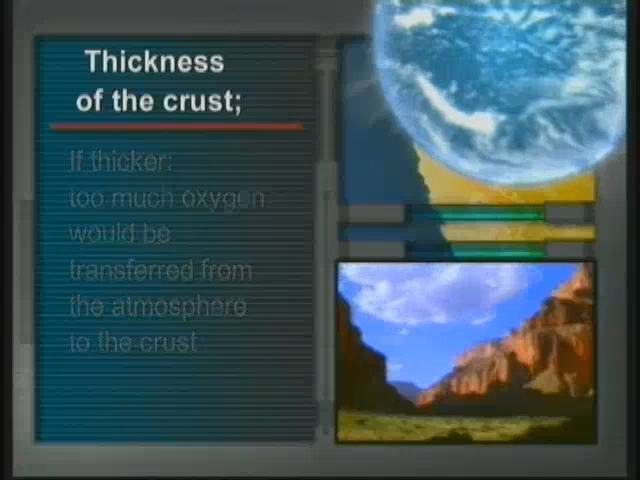 Thickness
of the crust;
If thicker:
too much oxygen
would be
transferred from
the atmosphere
to the crust